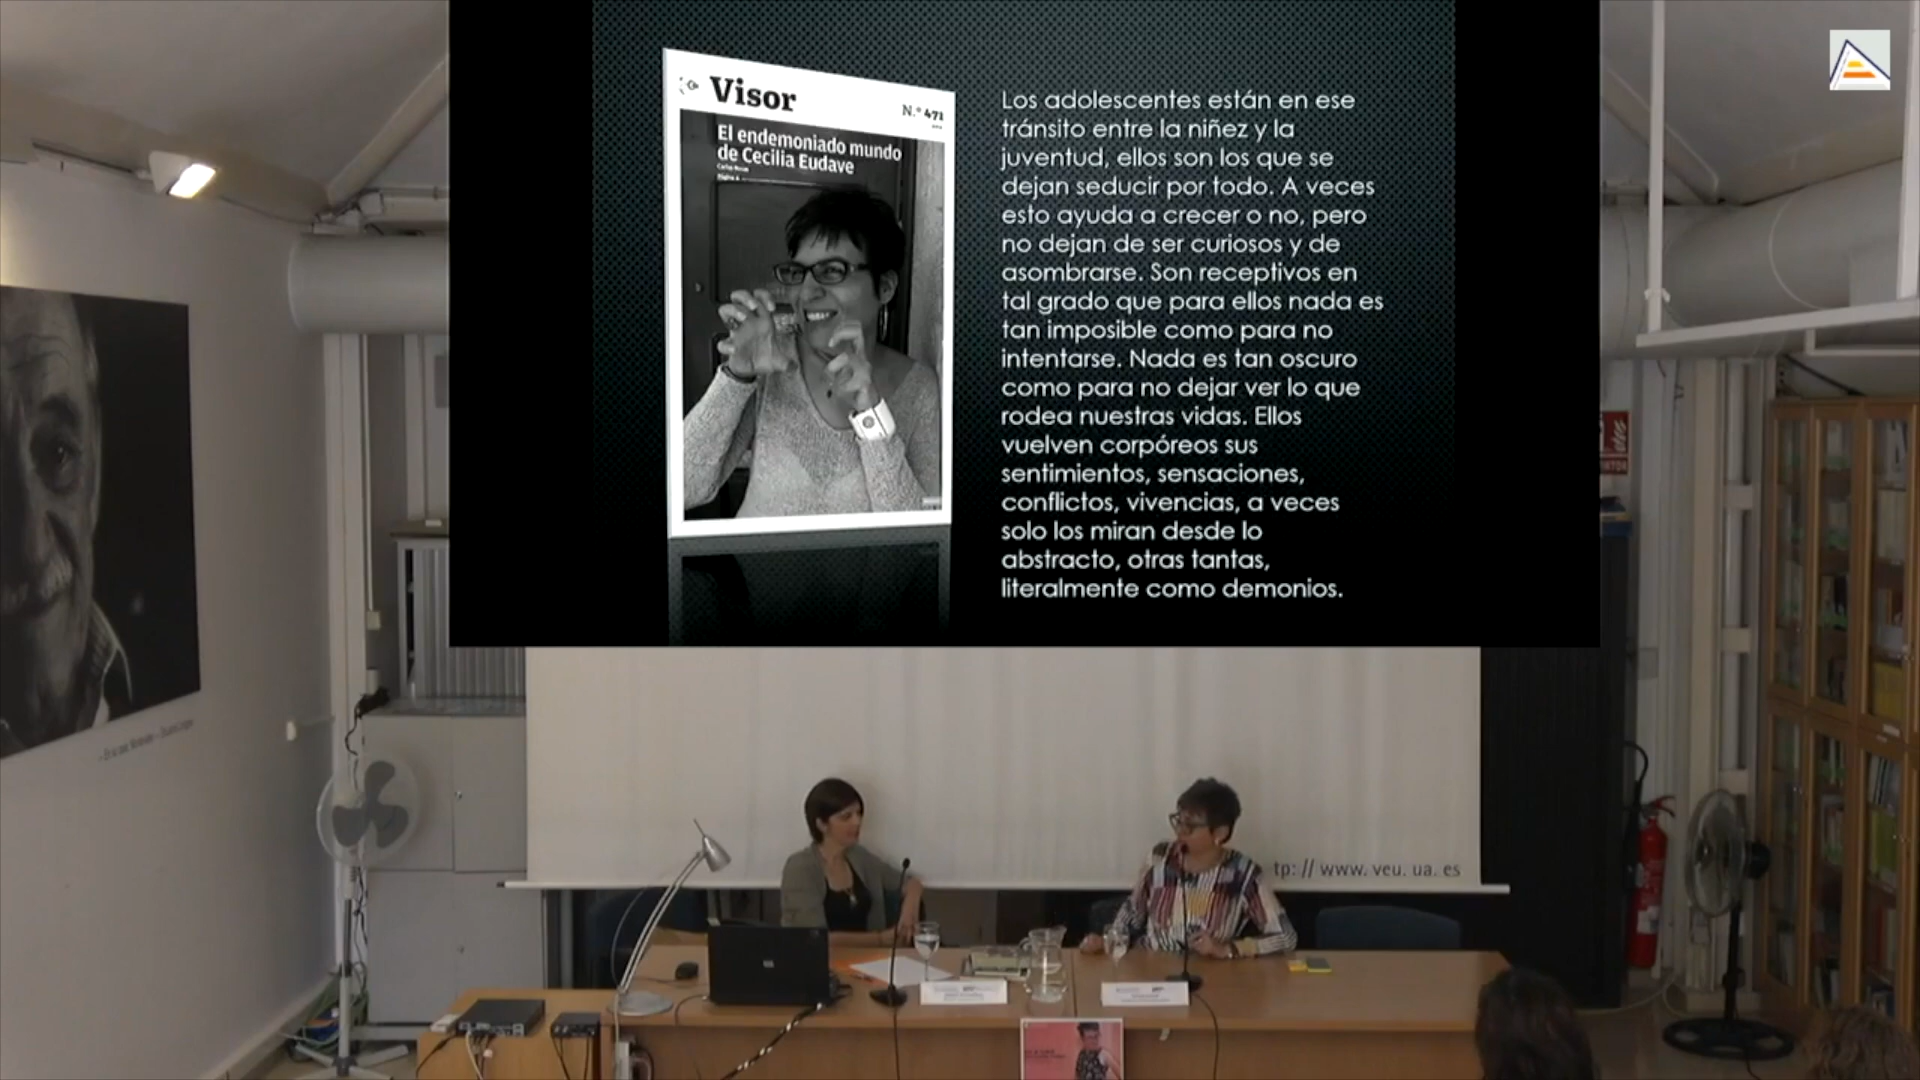 Visor
N.º 471
El endemoniado mundo
de Cecilia Eudave
Los adolescentes están en ese
tránsito entre la niñez y la
juventud, ellos son los que se
dejan seducir por todo. A veces
esto ayuda a crecer o no, pero
no dejan de ser curiosos y de
asombrarse. Son receptivos en
tal grado que para ellos nada es
tan imposible como para no
intentarse. Nada es tan oscuro
como para no dejar ver lo que
rodea nuestras vidas. Ellos
vuelven corpóreos sus
sentimientos, sensaciones,
conflictos, vivencias, a veces
solo los miran desde lo
abstracto, otras tantas,
literalmente como demonios.
tp: // www. veu. ua. es